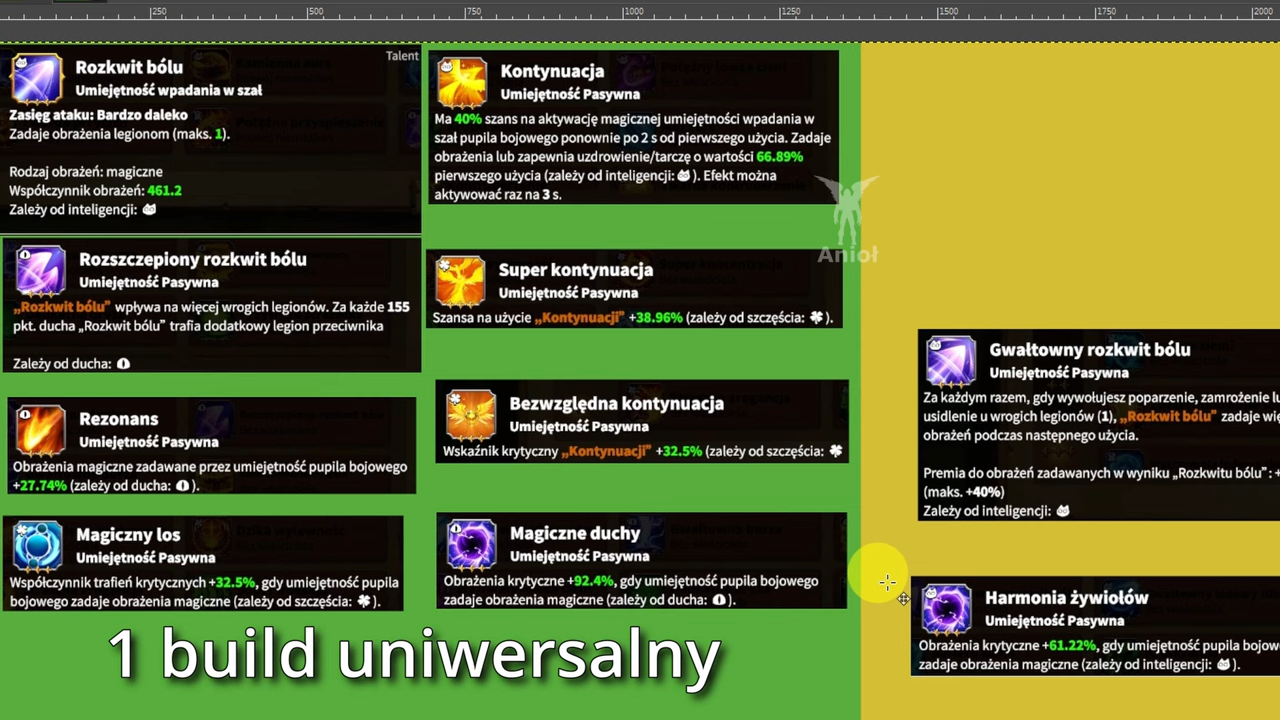 250 500 750 1000 1250 1500 1750 2000
Talent
Rozkwit bólu
Umiejętność wpadania w szał
Zasięg ataku: Bardzo daleko
Zadaje obrażenia legionom (maks. 1).
Rodzaj obrażeń: magiczne
Współczynnik obrażeń: 461.2
Zależy od inteligencji:
Rozszczepiony rozkwit bólu
Umiejętność Pasywna
„Rozkwit bólu” wpływa na więcej wrogich legionów. Za każde 155
pkt. ducha „Rozkwit bólu” trafia dodatkowy legion przeciwnika
Zależy od ducha:
Rezonans
Umiejętność Pasywna
Obrażenia magiczne zadawane przez umiejętność pupila bojowego
+27.74% (zależy od ducha: ).
Magiczny los
Umiejętność Pasywna
Współczynnik trafień krytycznych +32.5%, gdy umiejętność pupila
bojowego zadaje obrażenia magiczne (zależy od szczęścia: ).
Kontynuacja
Umiejętność Pasywna
Ma 40% szans na aktywację magicznej umiejętności wpadania w
szał pupila bojowego ponownie po 2 s od pierwszego użycia. Zadaje
obrażenia lub zapewnia uzdrowienie/tarczę o wartości 66.89%
pierwszego użycia (zależy od inteligencji: ). Efekt można
aktywować raz na 3 s.
Anioł
Super kontynuacja
Umiejętność Pasywna
Szansa na użycie „Kontynuacji” +38.96% (zależy od szczęścia: ).
Bezwzględna kontynuacja
Umiejętność Pasywna
Wskaźnik krytyczny „Kontynuacji” +32.5% (zależy od szczęścia:
Magiczne duchy
Umiejętność Pasywna
Obrażenia krytyczne +92.4%, gdy umiejętność pupila bojowego
zadaje obrażenia magiczne (zależy od ducha: ).
Gwałtowny rozkwit bólu
Umiejętność Pasywna
Za każdym razem, gdy wywołujesz poparzenie, zamrożenie lu
usidlenie u wrogich legionów (1), „Rozkwit bólu” zadaje wię
obrażeń podczas następnego użycia.
Premia do obrażeń zadawanych w wyniku „Rozkwitu bólu”: +
(maks. +40%)
Zależy od inteligencji:
Harmonia żywiołów
Umiejętność Pasywna
Obrażenia krytyczne +61.22%, gdy umiejętność pupila bojowe
zadaje obrażenia magiczne (zależy od inteligencji: ).
1 build uniwersalny